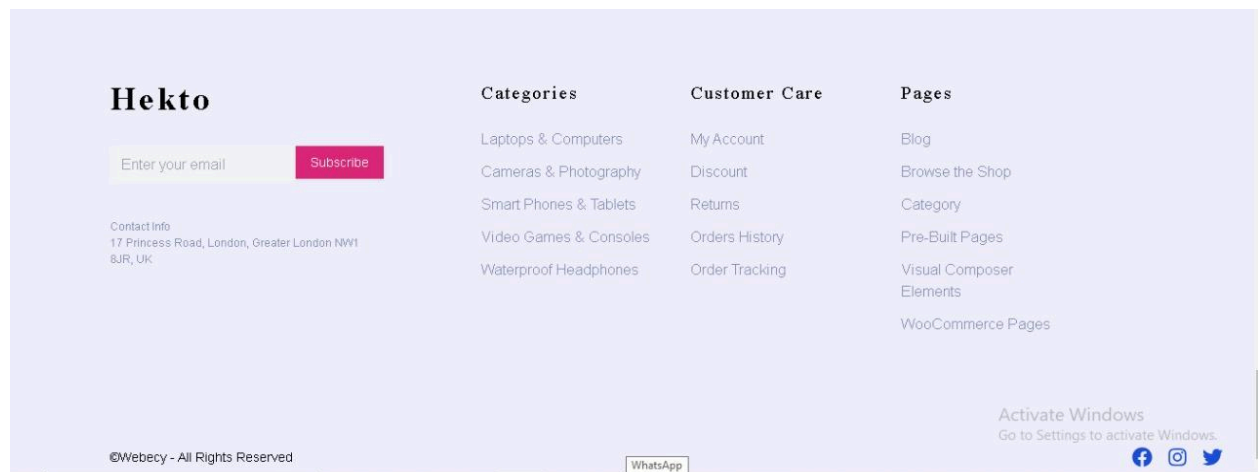 Hekto
Enter your email
Subscribe
Contact Info
17 Princess Road, London, Greater London NW1
8JR, UK
Categories
Laptops & Computers
Cameras & Photography
Smart Phones & Tablets
Video Games & Consoles
Waterproof Headphones
Customer Care
My Account
Discount
Returns
Orders History
Order Tracking
Pages
Blog
Browse the Shop
Category
Pre-Built Pages
Visual Composer
Elements
WooCommerce Pages
Activate Windows
Go to Settings to activate Windows.
©Webecy - All Rights Reserved
WhatsApp